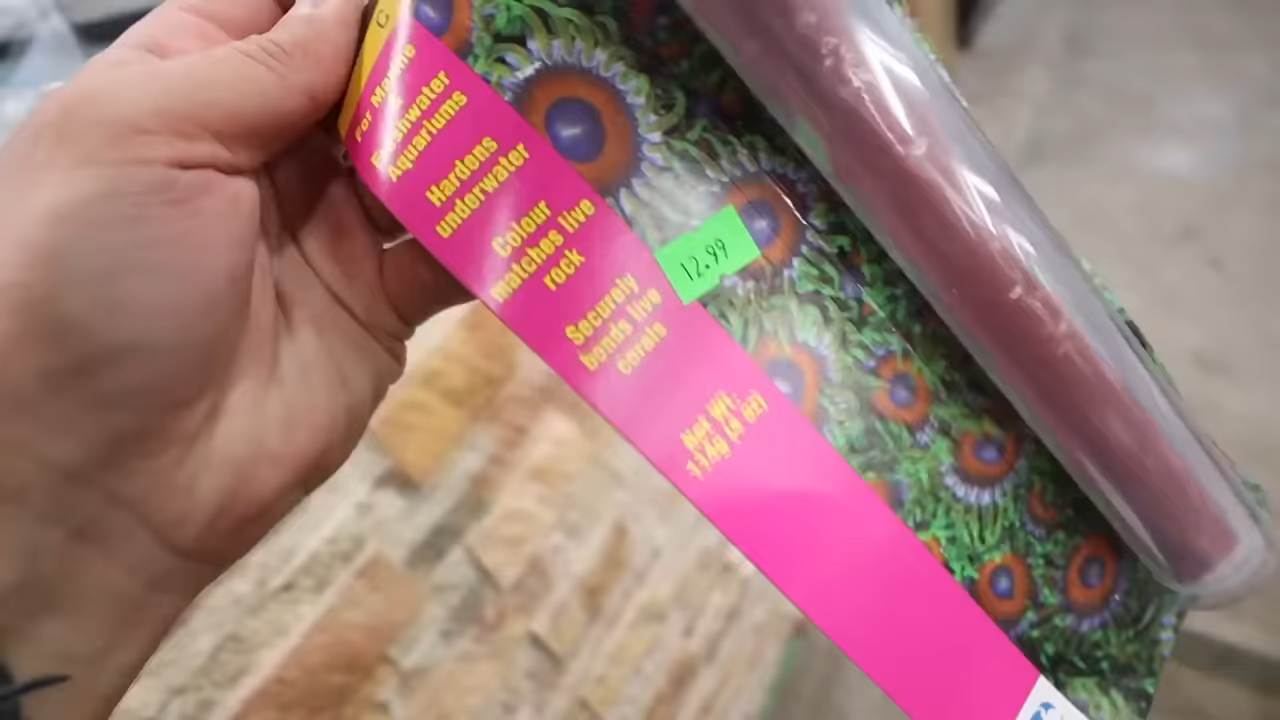 For Marine
&
Freshwater
Aquariums
Hardens
underwater
Colour
matches live
rock
Securely
bonds live
corals
Net Wt.
114g (4 oz)
12.99
C